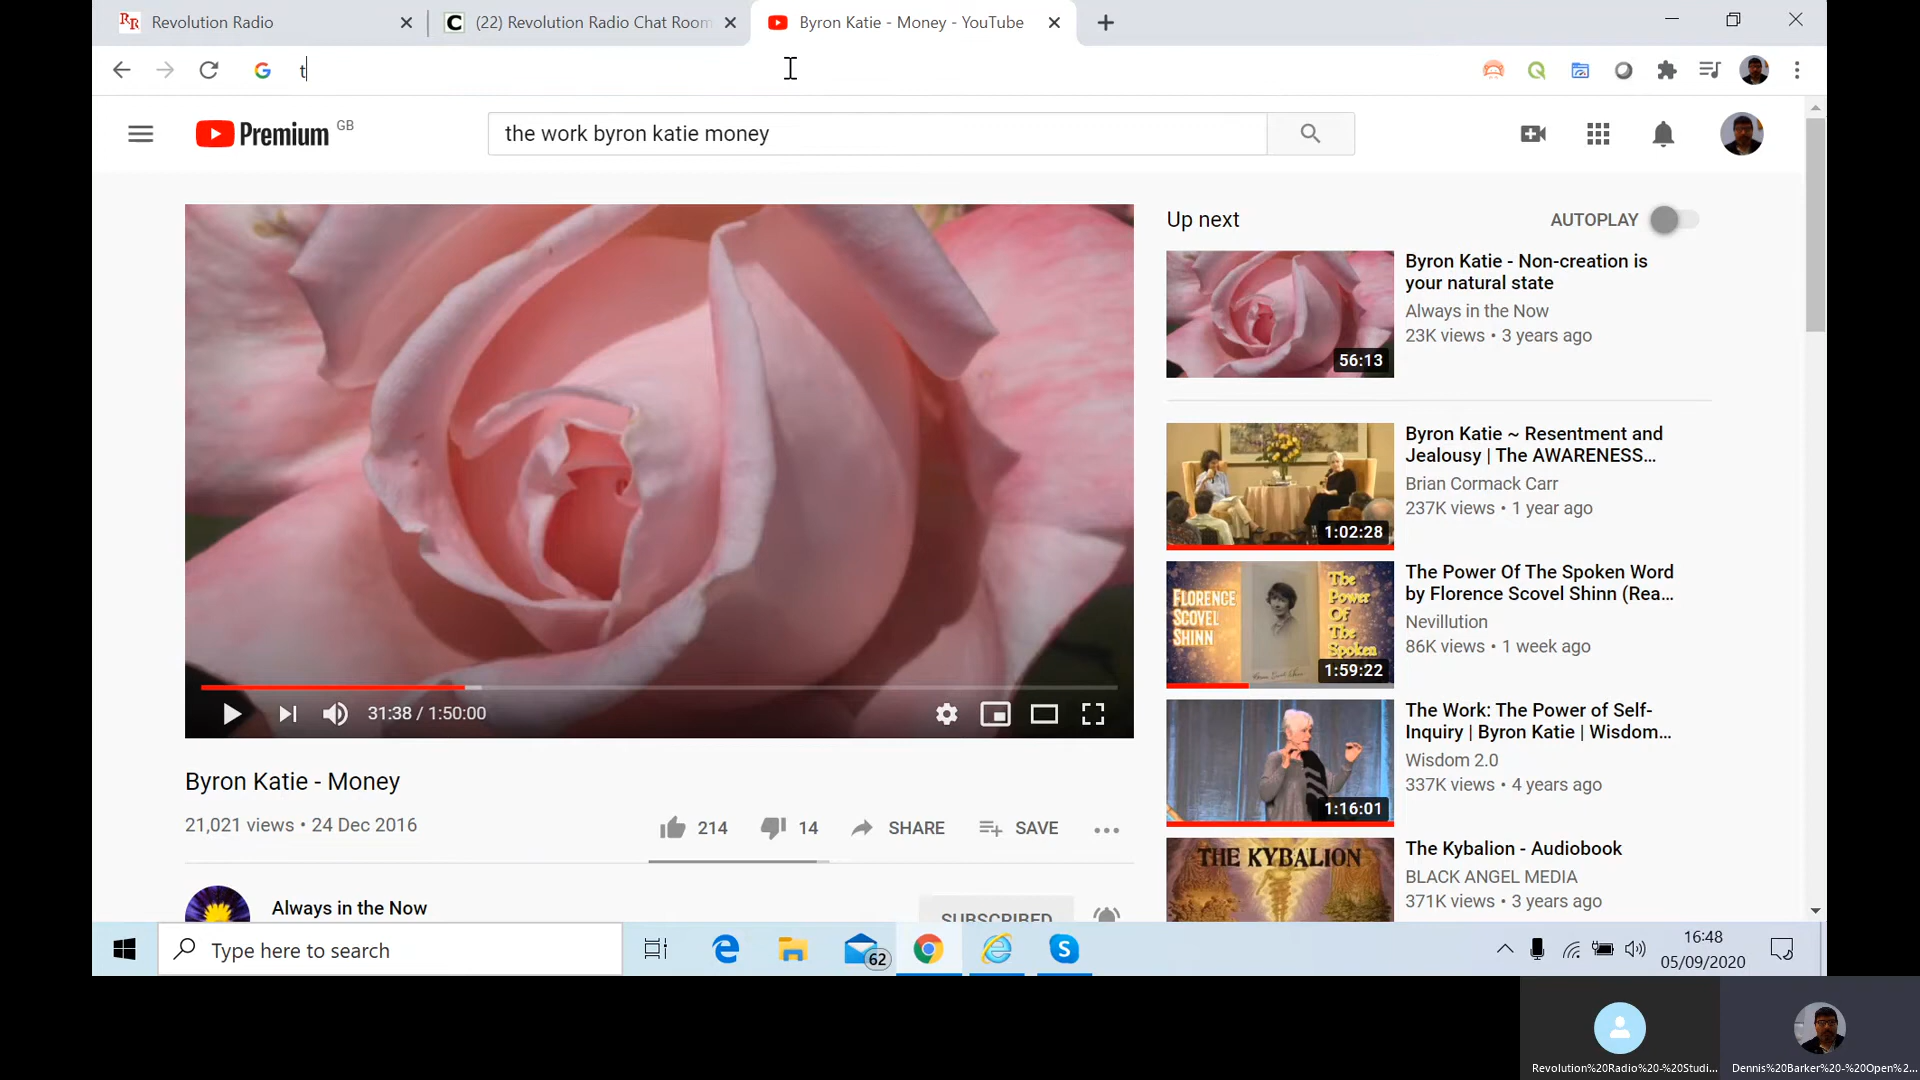 Revolution Radio
(22) Revolution Radio Chat Room
Byron Katie - Money - YouTube
t
Premium GB
the work byron katie money
Up next
AUTOPLAY
Byron Katie - Non-creation is
your natural state
Always in the Now
23K views • 3 years ago
56:13
Byron Katie ~ Resentment and
Jealousy | The AWARENESS...
Brian Cormack Carr
237K views • 1 year ago
1:02:28
The Power Of The Spoken Word
by Florence Scovel Shinn (Rea...
Nevillution
86K views • 1 week ago
FLORENCE
SCOVEL
SHINN
The
Power
Of
The
Spoken
1:59:22
The Work: The Power of Self-
Inquiry | Byron Katie | Wisdom...
Wisdom 2.0
337K views • 4 years ago
1:16:01
THE KYBALION
The Kybalion - Audiobook
BLACK ANGEL MEDIA
371K views • 3 years ago
31:38 / 1:50:00
Byron Katie - Money
21,021 views • 24 Dec 2016
214
14
SHARE
SAVE
Always in the Now
SUBSCRIBED
Type here to search
62
16:48
05/09/2020
Revolution%20Radio%20-%20Studi...
Dennis%20Barker%20-%20Open%2...